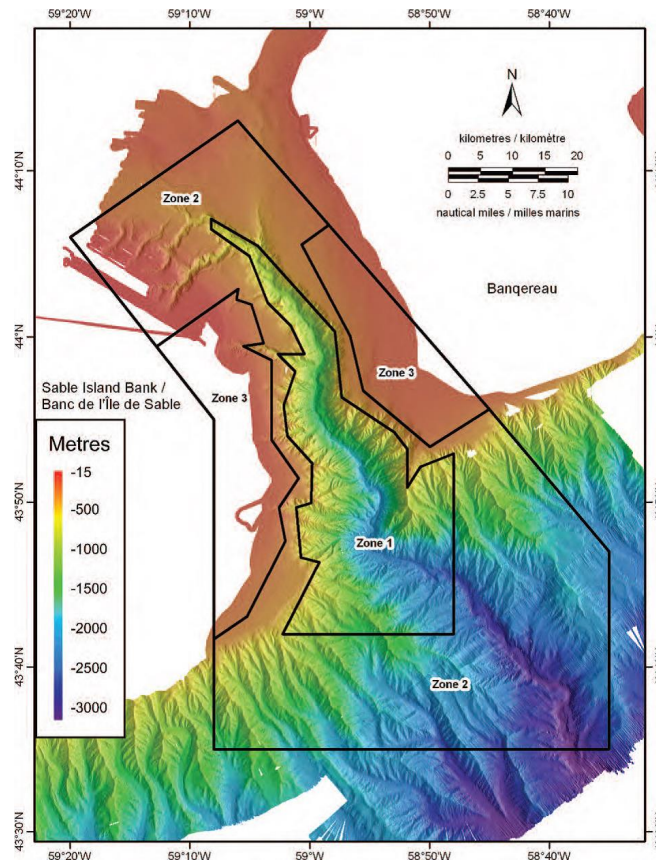 59°20'W
59°10'W
59°W
58°50'W
58°40'W
N
kilometres / kilomètre
0 5 10 15 20
0 2.5 5 7.5 10
nautical miles / milles marins
44°10'N
Zone 2
Banqereau
44°N
Zone 3
Sable Island Bank /
Banc de l'Île de Sable
Zone 3
Metres
-15
-500
-1000
-1500
-2000
-2500
-3000
43°50'N
Zone 1
43°40'N
Zone 2
43°30'N
59°20'W
59°10'W
59°W
58°50'W
58°40'W